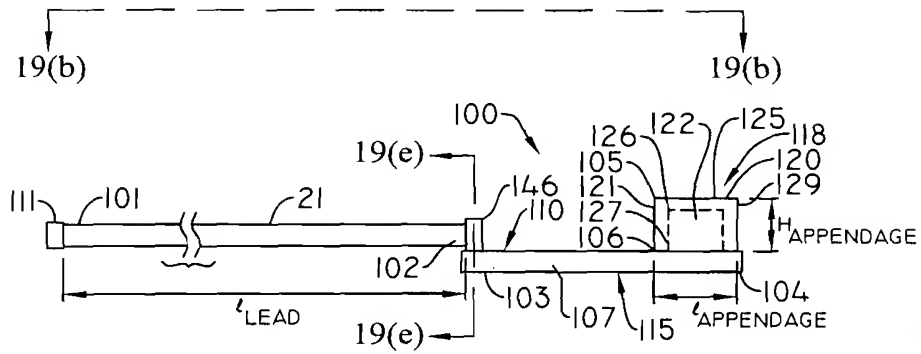 19(b) 19(b)
100
122 125
126 118
19(e) 105 120
146 121 129
111 101 21 110 127
106 H APPENDAGE
102
ℓ LEAD 103 107 115 104
ℓ APPENDAGE
19(e)